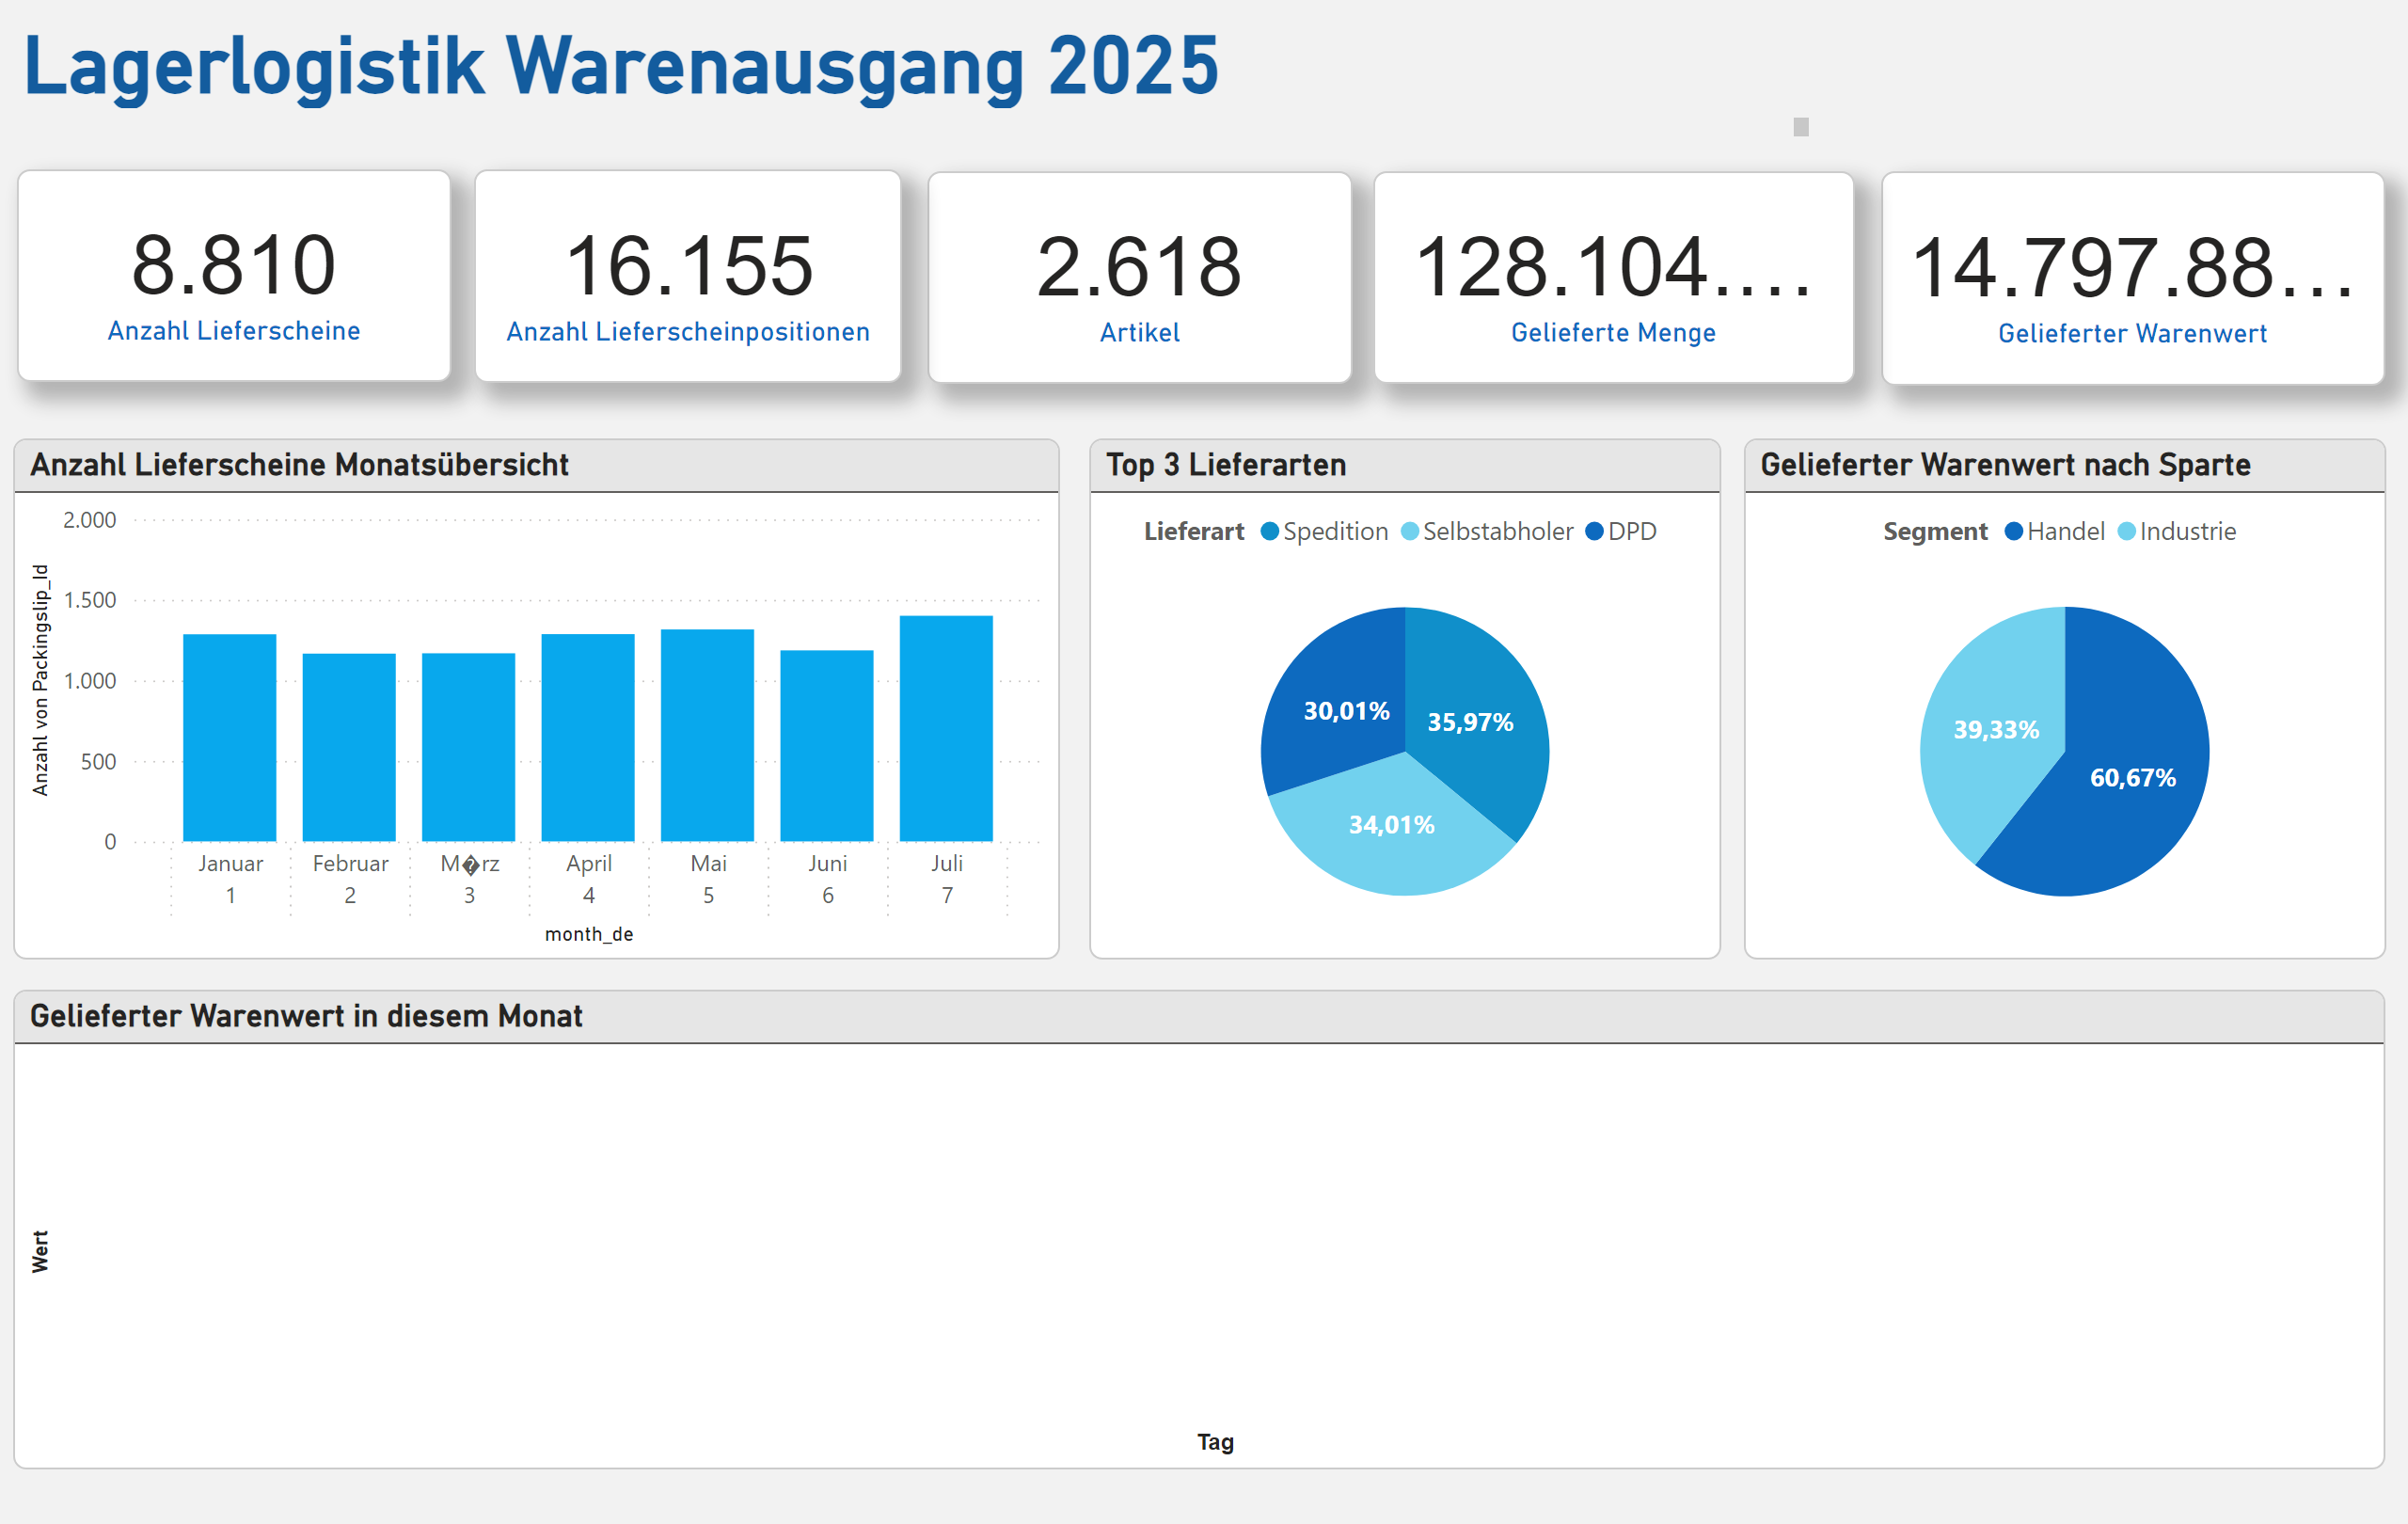 Lagerlogistik Warenausgang 2025
8.810
Anzahl Lieferscheine
16.155
Anzahl Lieferscheinpositionen
2.618
Artikel
128.104....
Gelieferte Menge
14.797.88...
Gelieferter Warenwert
Anzahl Lieferscheine Monatsübersicht
Anzahl von Packingslip_Id
2.000
1.500
1.000
500
0
Januar Februar M�rz April Mai Juni Juli
1 2 3 4 5 6 7
month_de
Top 3 Lieferarten
Lieferart Spedition Selbstabholer DPD
30,01%
35,97%
34,01%
Gelieferter Warenwert nach Sparte
Segment Handel Industrie
39,33%
60,67%
Gelieferter Warenwert in diesem Monat
Wert
Tag